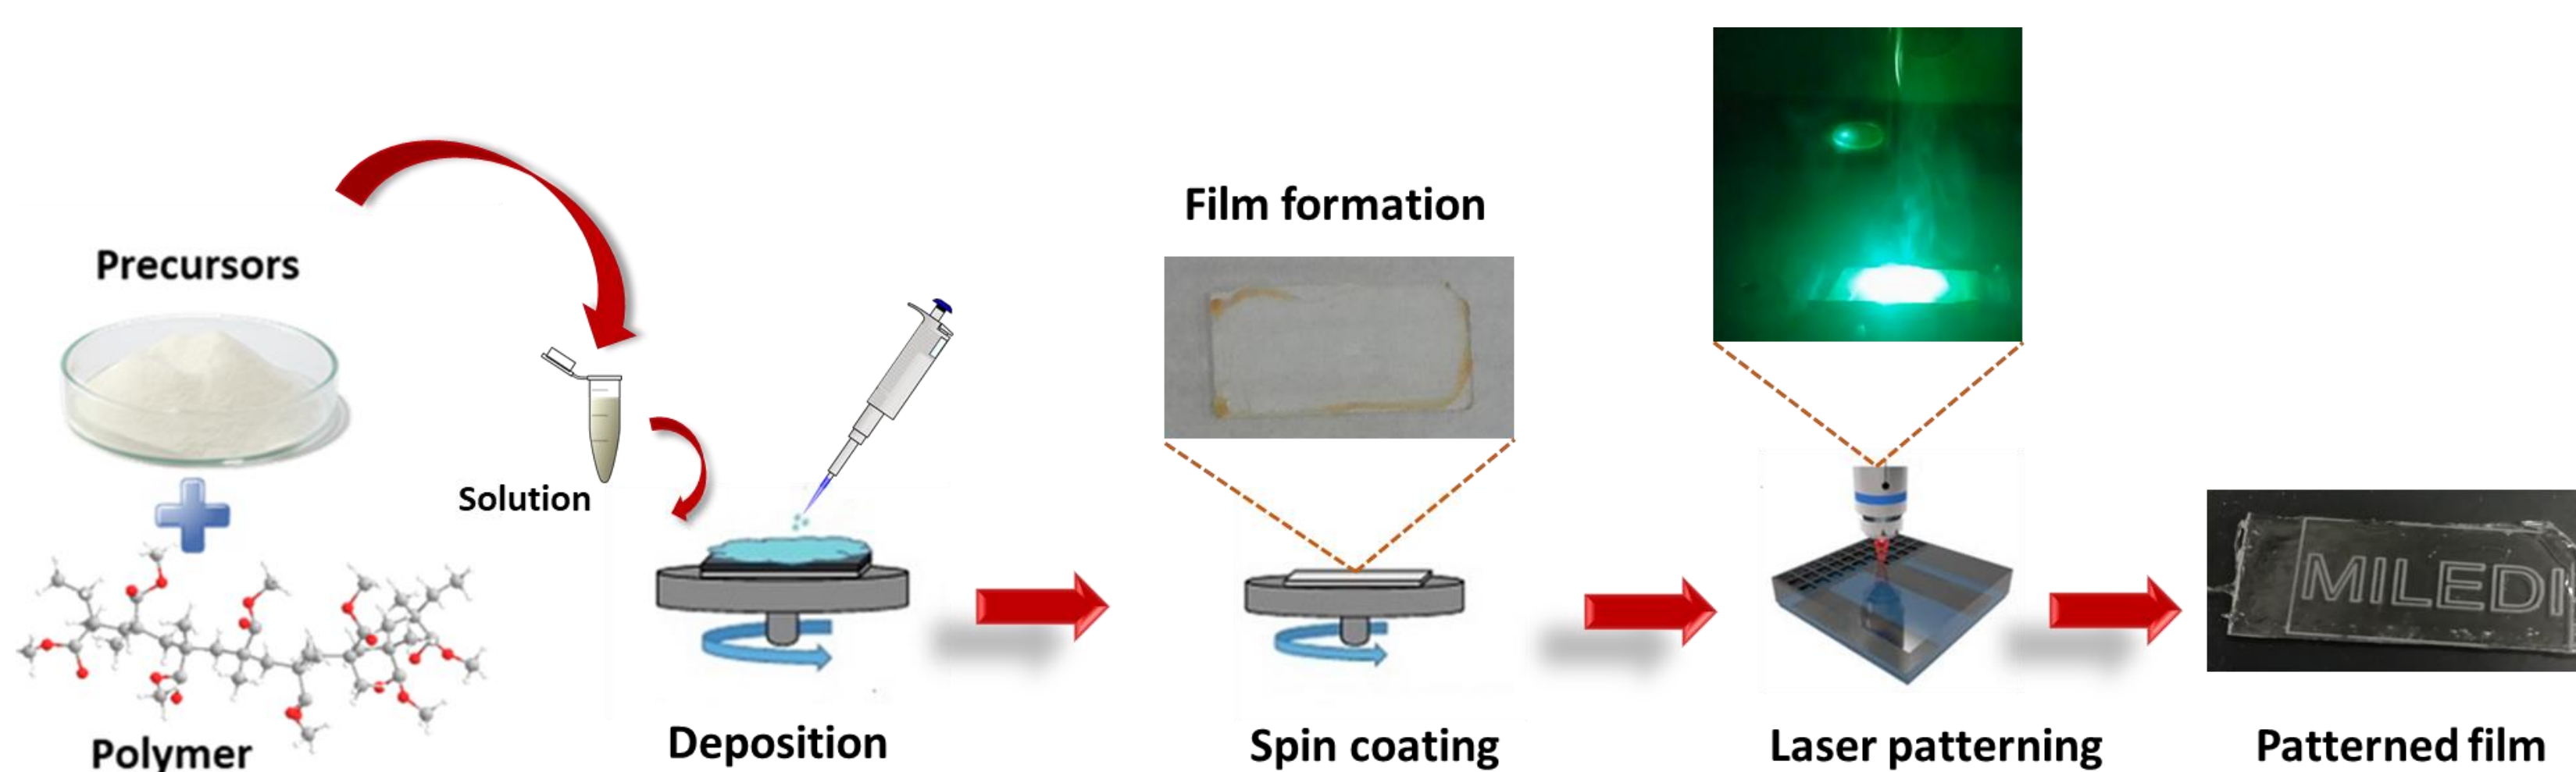 Precursors
Polymer
Solution
Deposition
Film formation
Spin coating
Laser patterning
MILEDI
Patterned film